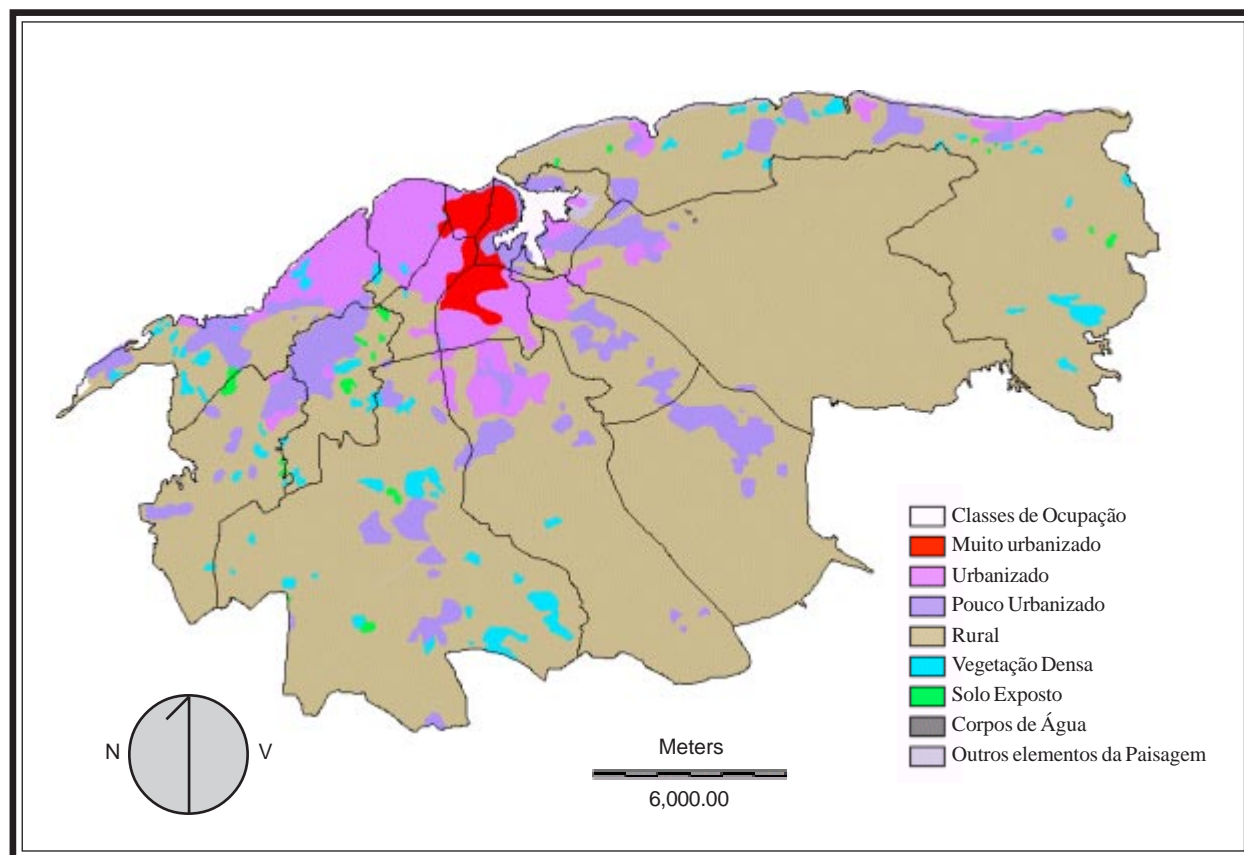 Classes de Ocupação
Muito urbanizado
Urbanizado
Pouco Urbanizado
Rural
Vegetação Densa
Solo Exposto
Corpos de Água
Outros elementos da Paisagem
N
V
Meters
6,000.00